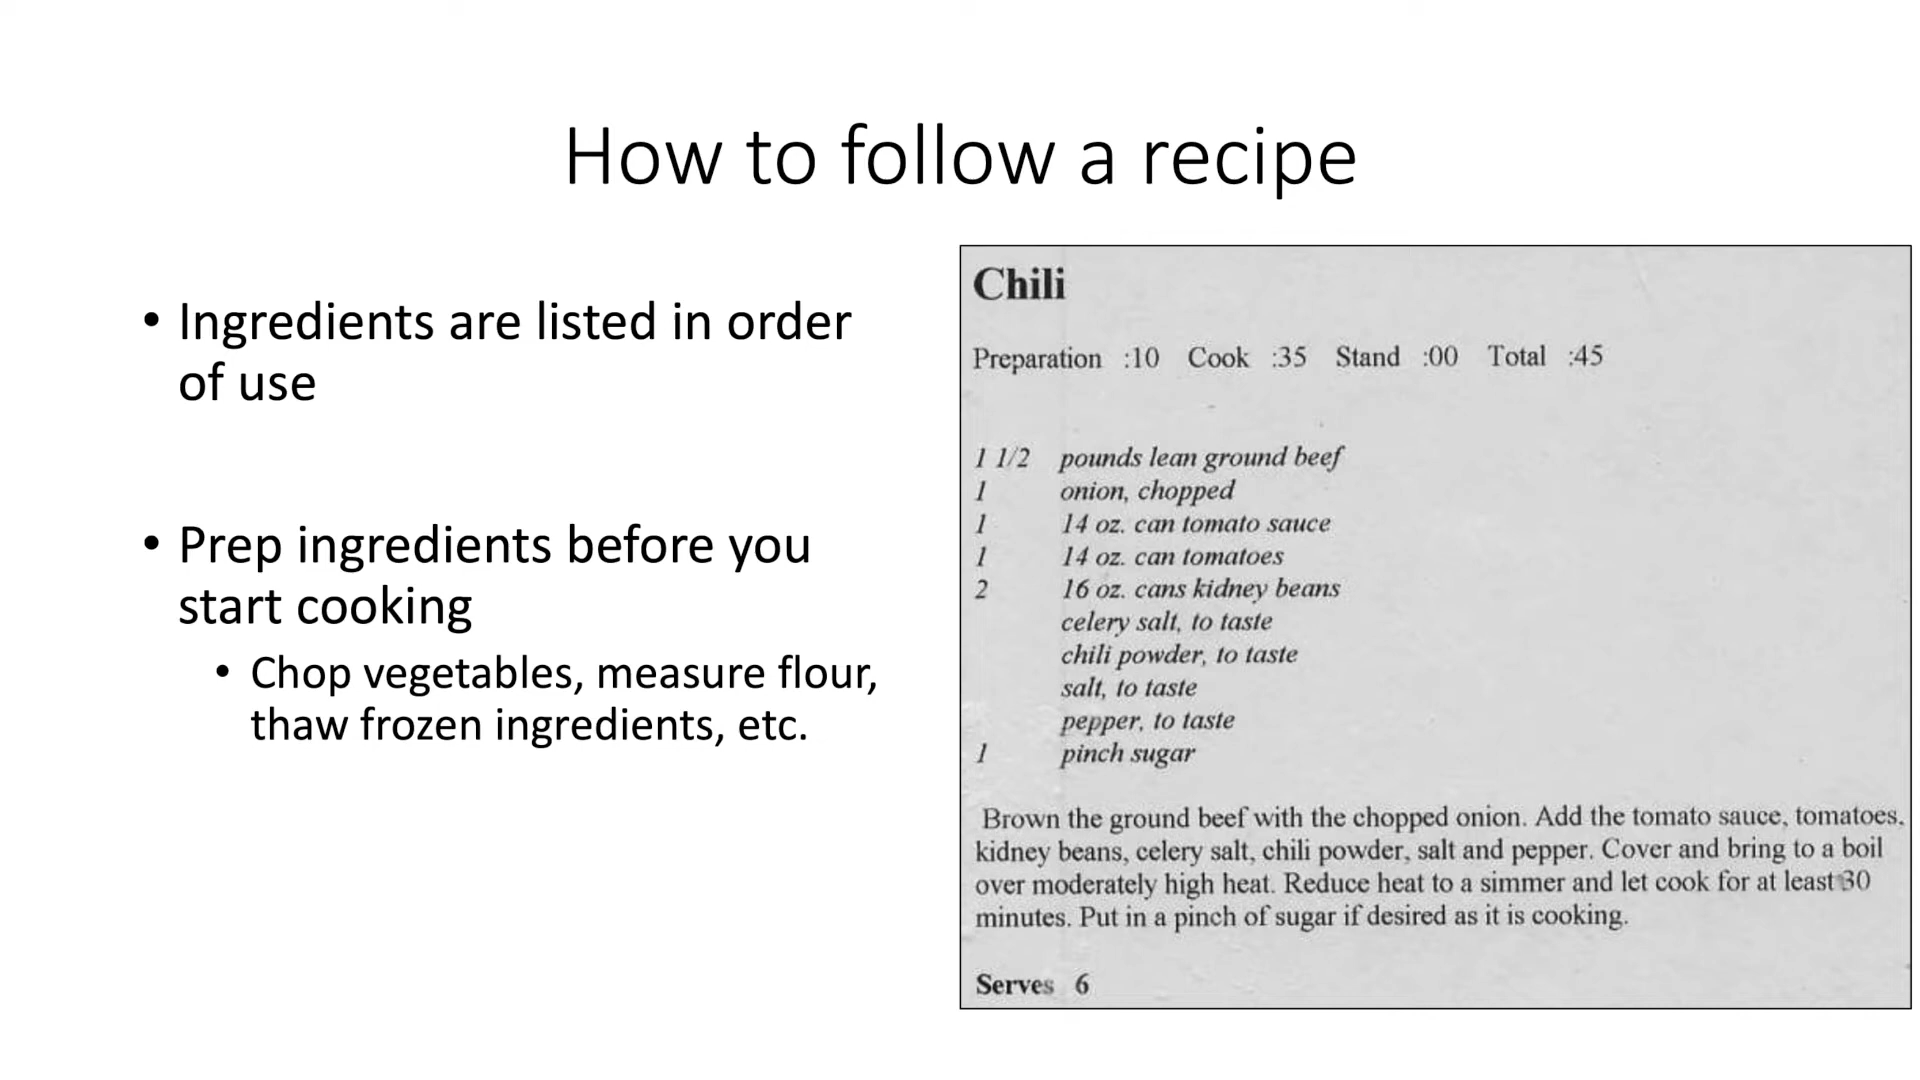 How to follow a recipe
• Ingredients are listed in order
of use
• Prep ingredients before you
start cooking
• Chop vegetables, measure flour,
thaw frozen ingredients, etc.
Chili
Preparation :10 Cook :35 Stand :00 Total :45
1 1/2 pounds lean ground beef
1 onion, chopped
1 14 oz. can tomato sauce
1 14 oz. can tomatoes
2 16 oz. cans kidney beans
celery salt, to taste
chili powder, to taste
salt, to taste
pepper, to taste
1 pinch sugar
Brown the ground beef with the chopped onion. Add the tomato sauce, tomatoes,
kidney beans, celery salt, chili powder, salt and pepper. Cover and bring to a boil
over moderately high heat. Reduce heat to a simmer and let cook for at least 30
minutes. Put in a pinch of sugar if desired as it is cooking.
Serves 6